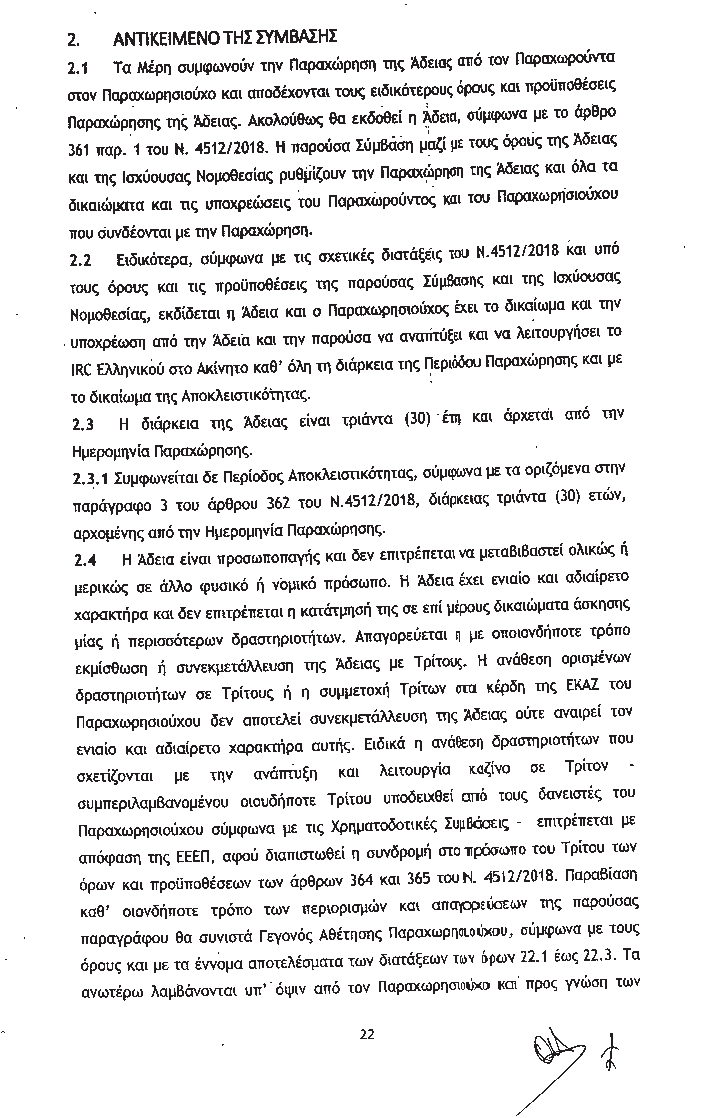 2. ΑΝΤΙΚΕΙΜΕΝΟ ΤΗΣ ΣΥΜΒΑΣΗΣ
2.1 Τα Μέρη συμφωνούν την Παραχώρηση της Άδειας από τον Παραχωρούντα
στον Παραχωρησιούχο και αποδέχονται τους ειδικότερους όρους και προϋποθέσεις
Παραχώρησης της Άδειας. Ακολούθως θα εκδοθεί η Άδεια, σύμφωνα με το άρθρο
361 παρ. 1 του Ν. 4512/2018. Η παρούσα Σύμβαση μαζί με τους όρους της Άδειας
και της Ισχύουσας Νομοθεσίας ρυθμίζουν την Παραχώρηση της Άδειας και όλα τα
δικαιώματα και τις υποχρεώσεις του Παραχωρούντος και του Παραχωρησιούχου
που συνδέονται με την Παραχώρηση.
2.2 Ειδικότερα, σύμφωνα με τις σχετικές διατάξεις του Ν.4512/2018 και υπό
τους όρους και τις προϋποθέσεις της παρούσας Σύμβασης και της Ισχύουσας
Νομοθεσίας, εκδίδεται η Άδεια και ο Παραχωρησιούχος έχει το δικαίωμα και την
υποχρέωση από την Άδεια και την παρούσα να αναπτύξει και να λειτουργήσει το
IRC Ελληνικού στο Ακίνητο καθ’ όλη τη διάρκεια της Περιόδου Παραχώρησης και με
το δικαίωμα της Αποκλειστικότητας.
2.3 Η διάρκεια της Άδειας είναι τριάντα (30) έτη και άρχεται από την
Ημερομηνία Παραχώρησης.
2.3.1 Συμφωνείται δε Περίοδος Αποκλειστικότητας, σύμφωνα με τα οριζόμενα στην
παράγραφο 3 του άρθρου 362 του Ν.4512/2018, διάρκειας τριάντα (30) ετών,
αρχομένης από την Ημερομηνία Παραχώρησης.
2.4 Η Άδεια είναι προσωποπαγής και δεν επιτρέπεται να μεταβιβαστεί ολικώς ή
μερικώς σε άλλο φυσικό ή νομικό πρόσωπο. Η Άδεια έχει ενιαίο και αδιαίρετο
χαρακτήρα και δεν επιτρέπεται η κατάτμησή της σε επί μέρους δικαιώματα άσκησης
μίας ή περισσότερων δραστηριοτήτων. Απαγορεύεται η με οποιονδήποτε τρόπο
εκμίσθωση ή συνεκμετάλλευση της Άδειας με Τρίτους. Η ανάθεση ορισμένων
δραστηριοτήτων σε Τρίτους ή η συμμετοχή Τρίτων στα κέρδη της ΕΚΑΖ του
Παραχωρησιούχου δεν αποτελεί συνεκμετάλλευση της Άδειας ούτε αναιρεί τον
ενιαίο και αδιαίρετο χαρακτήρα αυτής. Ειδικά η ανάθεση δραστηριοτήτων που
σχετίζονται με την ανάπτυξη και λειτουργία καζίνο σε Τρίτον -
συμπεριλαμβανομένου οιουδήποτε Τρίτου υποδειχθεί από τους δανειστές του
Παραχωρησιούχου σύμφωνα με τις Χρηματοδοτικές Συμβάσεις - επιτρέπεται με
απόφαση της ΕΕΕΠ, αφού διαπιστωθεί η συνδρομή στο πρόσωπο του Τρίτου των
όρων και προϋποθέσεων των άρθρων 364 και 365 του Ν. 4512/2018. Παραβίαση
καθ’ οιονδήποτε τρόπο των περιορισμών και απαγορεύσεων της παρούσας
παραγράφου θα συνιστά Γεγονός Αθέτησης Παραχωρησιούχου, σύμφωνα με τους
όρους και με τα έννομα αποτελέσματα των διατάξεων των όρων 22.1 έως 22.3. Τα
ανωτέρω λαμβάνονται υπ’ όψιν από τον Παραχωρησιούχο και προς γνώση των
22